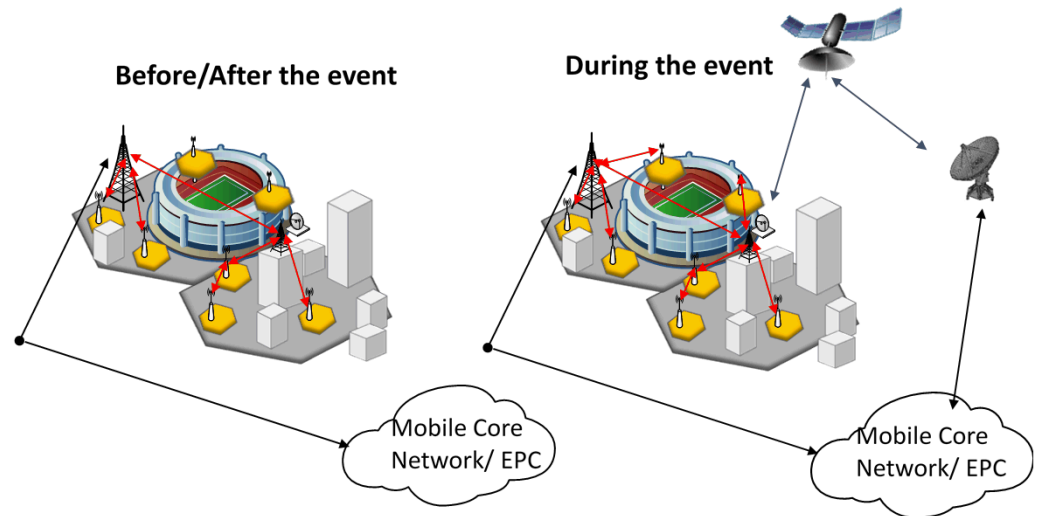 Before/After the event
During the event
Mobile Core
Network/ EPC
Mobile Core
Network/ EPC